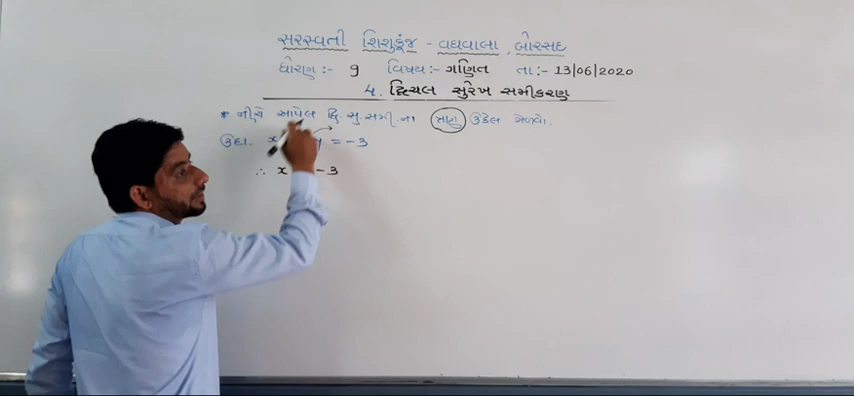 સરસ્વતી શિશુકુંજ - વઘવાલા, બોરસદ
ધોરણ :- 9 વિષય :- ગણિત તા :- 13/06/2020
4. દ્વિચલ સુરેખ સમીકરણ
* નીચે આપેલ દ્વિ સુ. સમી. ના ત્રણ ઉકેલ મેળવો.
ઉદા. x y = -3
∴ x -3